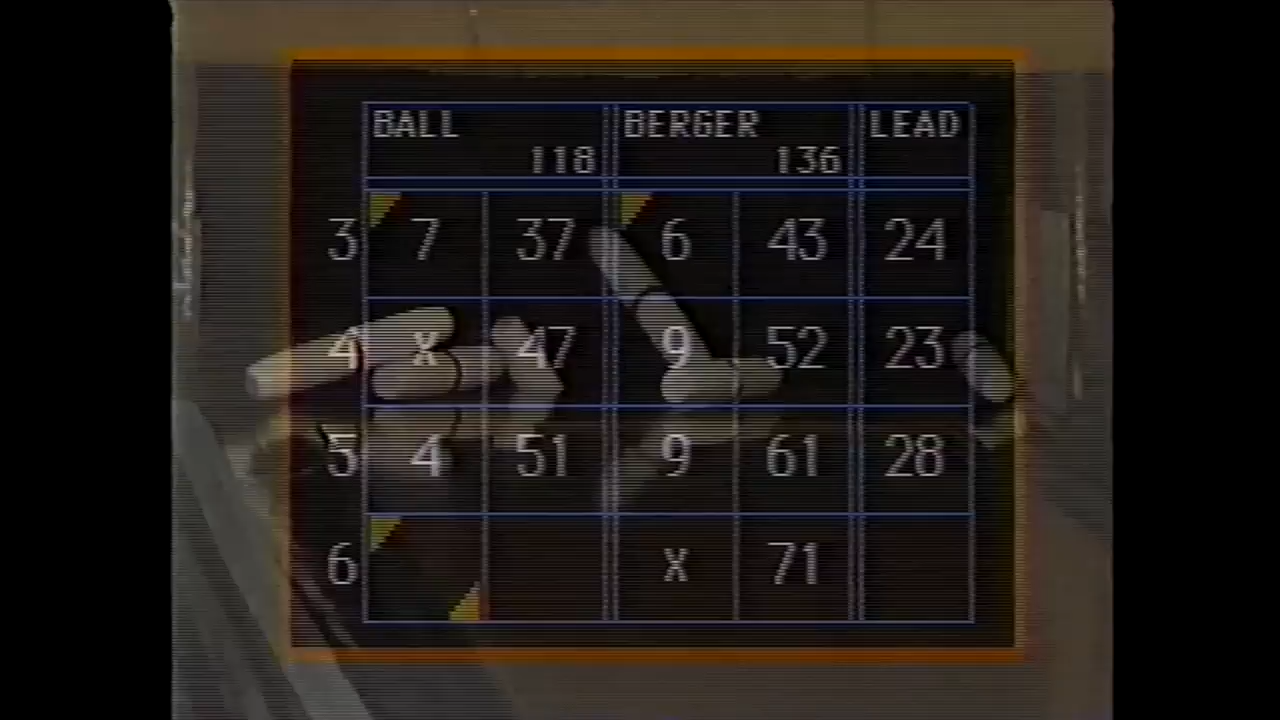 BALL BERGER LEAD
118 136
3 7 37 6 43 24
4 X 47 9 52 23
5 4 51 9 61 28
6 X 71